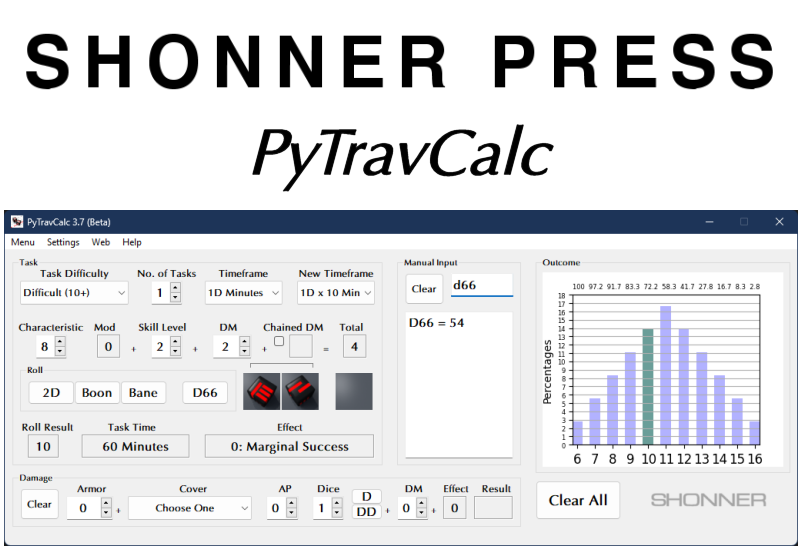 SHONNER PRESS
PyTravCalc
PyTravCalc 3.7 (Beta)
Menu Settings Web Help
Task
Task Difficulty No. of Tasks Timeframe New Timeframe
Difficult (10+) 1 1D Minutes 1D x 10 Min
Characteristic Mod Skill Level DM Chained DM Total
8 0 + 2 + 2 + = 4
Roll
2D Boon Bane D66
Roll Result Task Time Effect
10 60 Minutes 0: Marginal Success
Manual Input
Clear d66
D66 = 54
Outcome
100 97.2 91.7 83.3 72.2 58.3 41.7 27.8 16.7 8.3 2.8
18
17
16
15
14
13
12
11
10
9
8
7
6
5
4
3
2
1
0
Percentages
6 7 8 9 10 11 12 13 14 15 16
Damage
Armor Cover AP Dice DM Effect Result
Clear 0 + Choose One 0 1 D DD + 0 + 0
Clear All
SHONNER